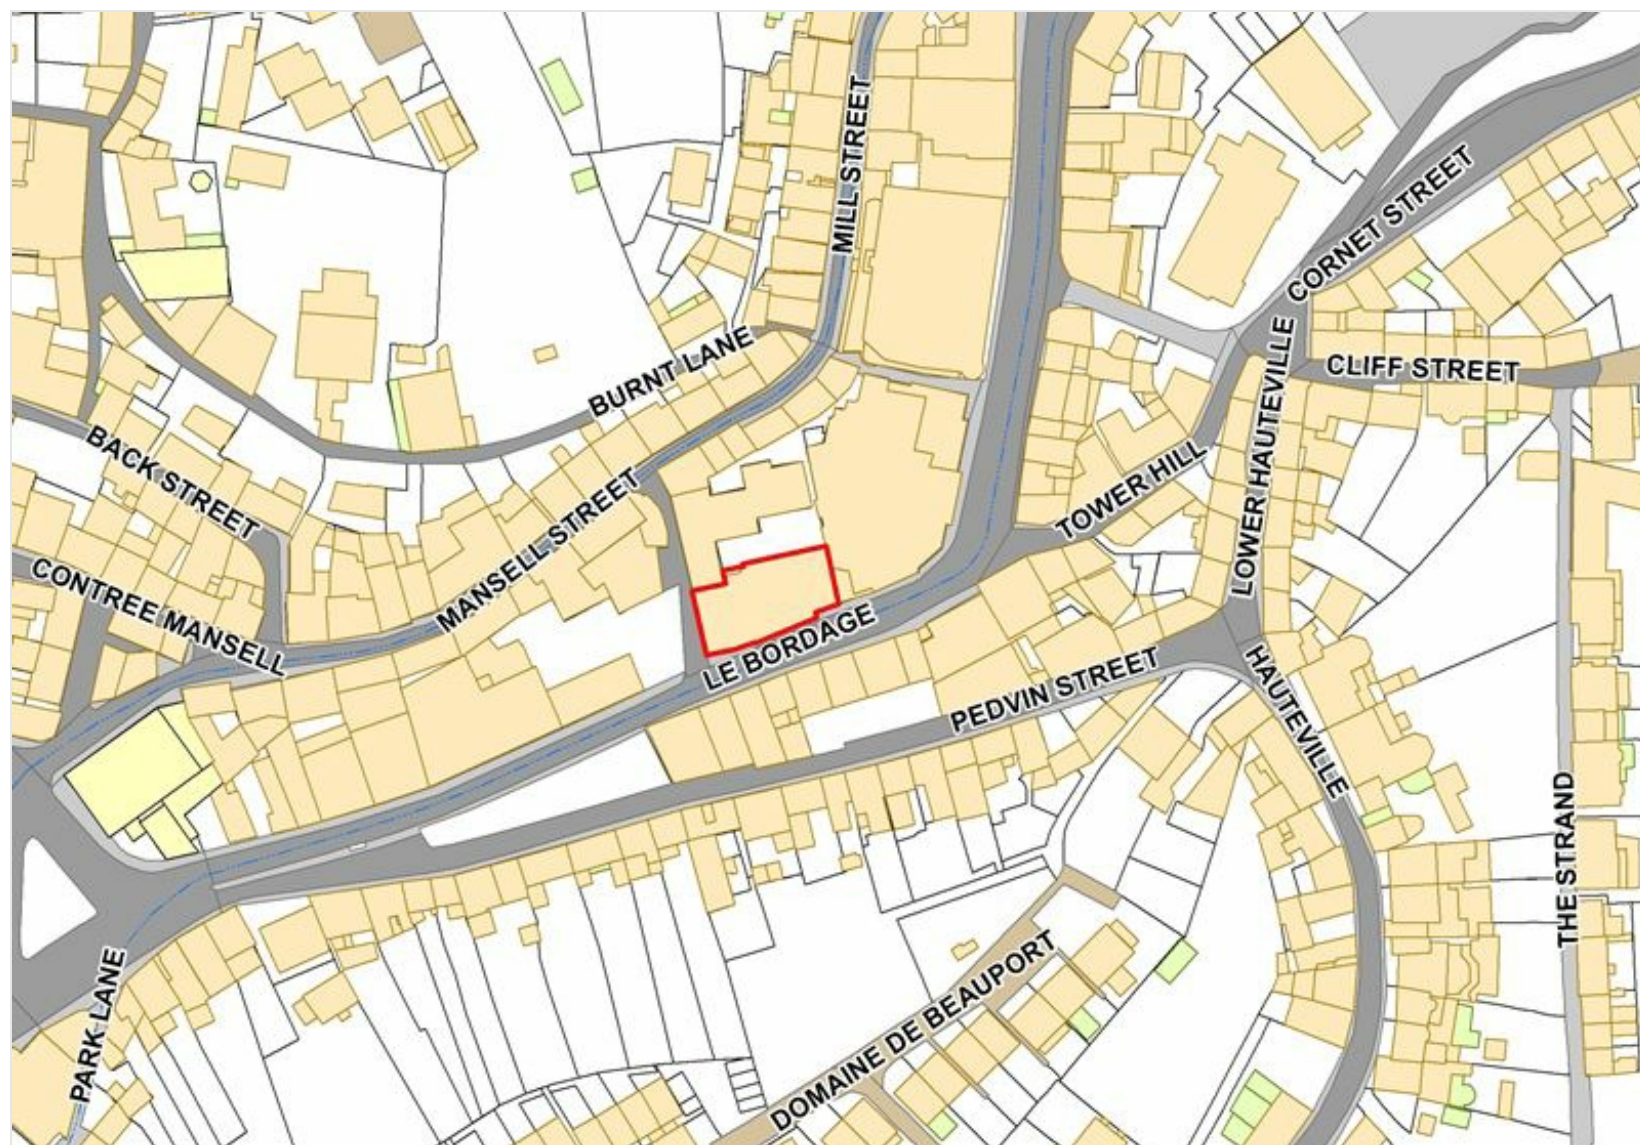 MILL STREET
CORNET STREET
BURNT LANE
CLIFF STREET
LOWER HAUTEVILLE
BACK STREET
TOWER HILL
MANSELL STREET
CONTREE MANSELL
LE BORDAGE
PEDVIN STREET
HAUTEVILLE
THE STRAND
PARK LANE
DOMAINE DE BEAUPORT